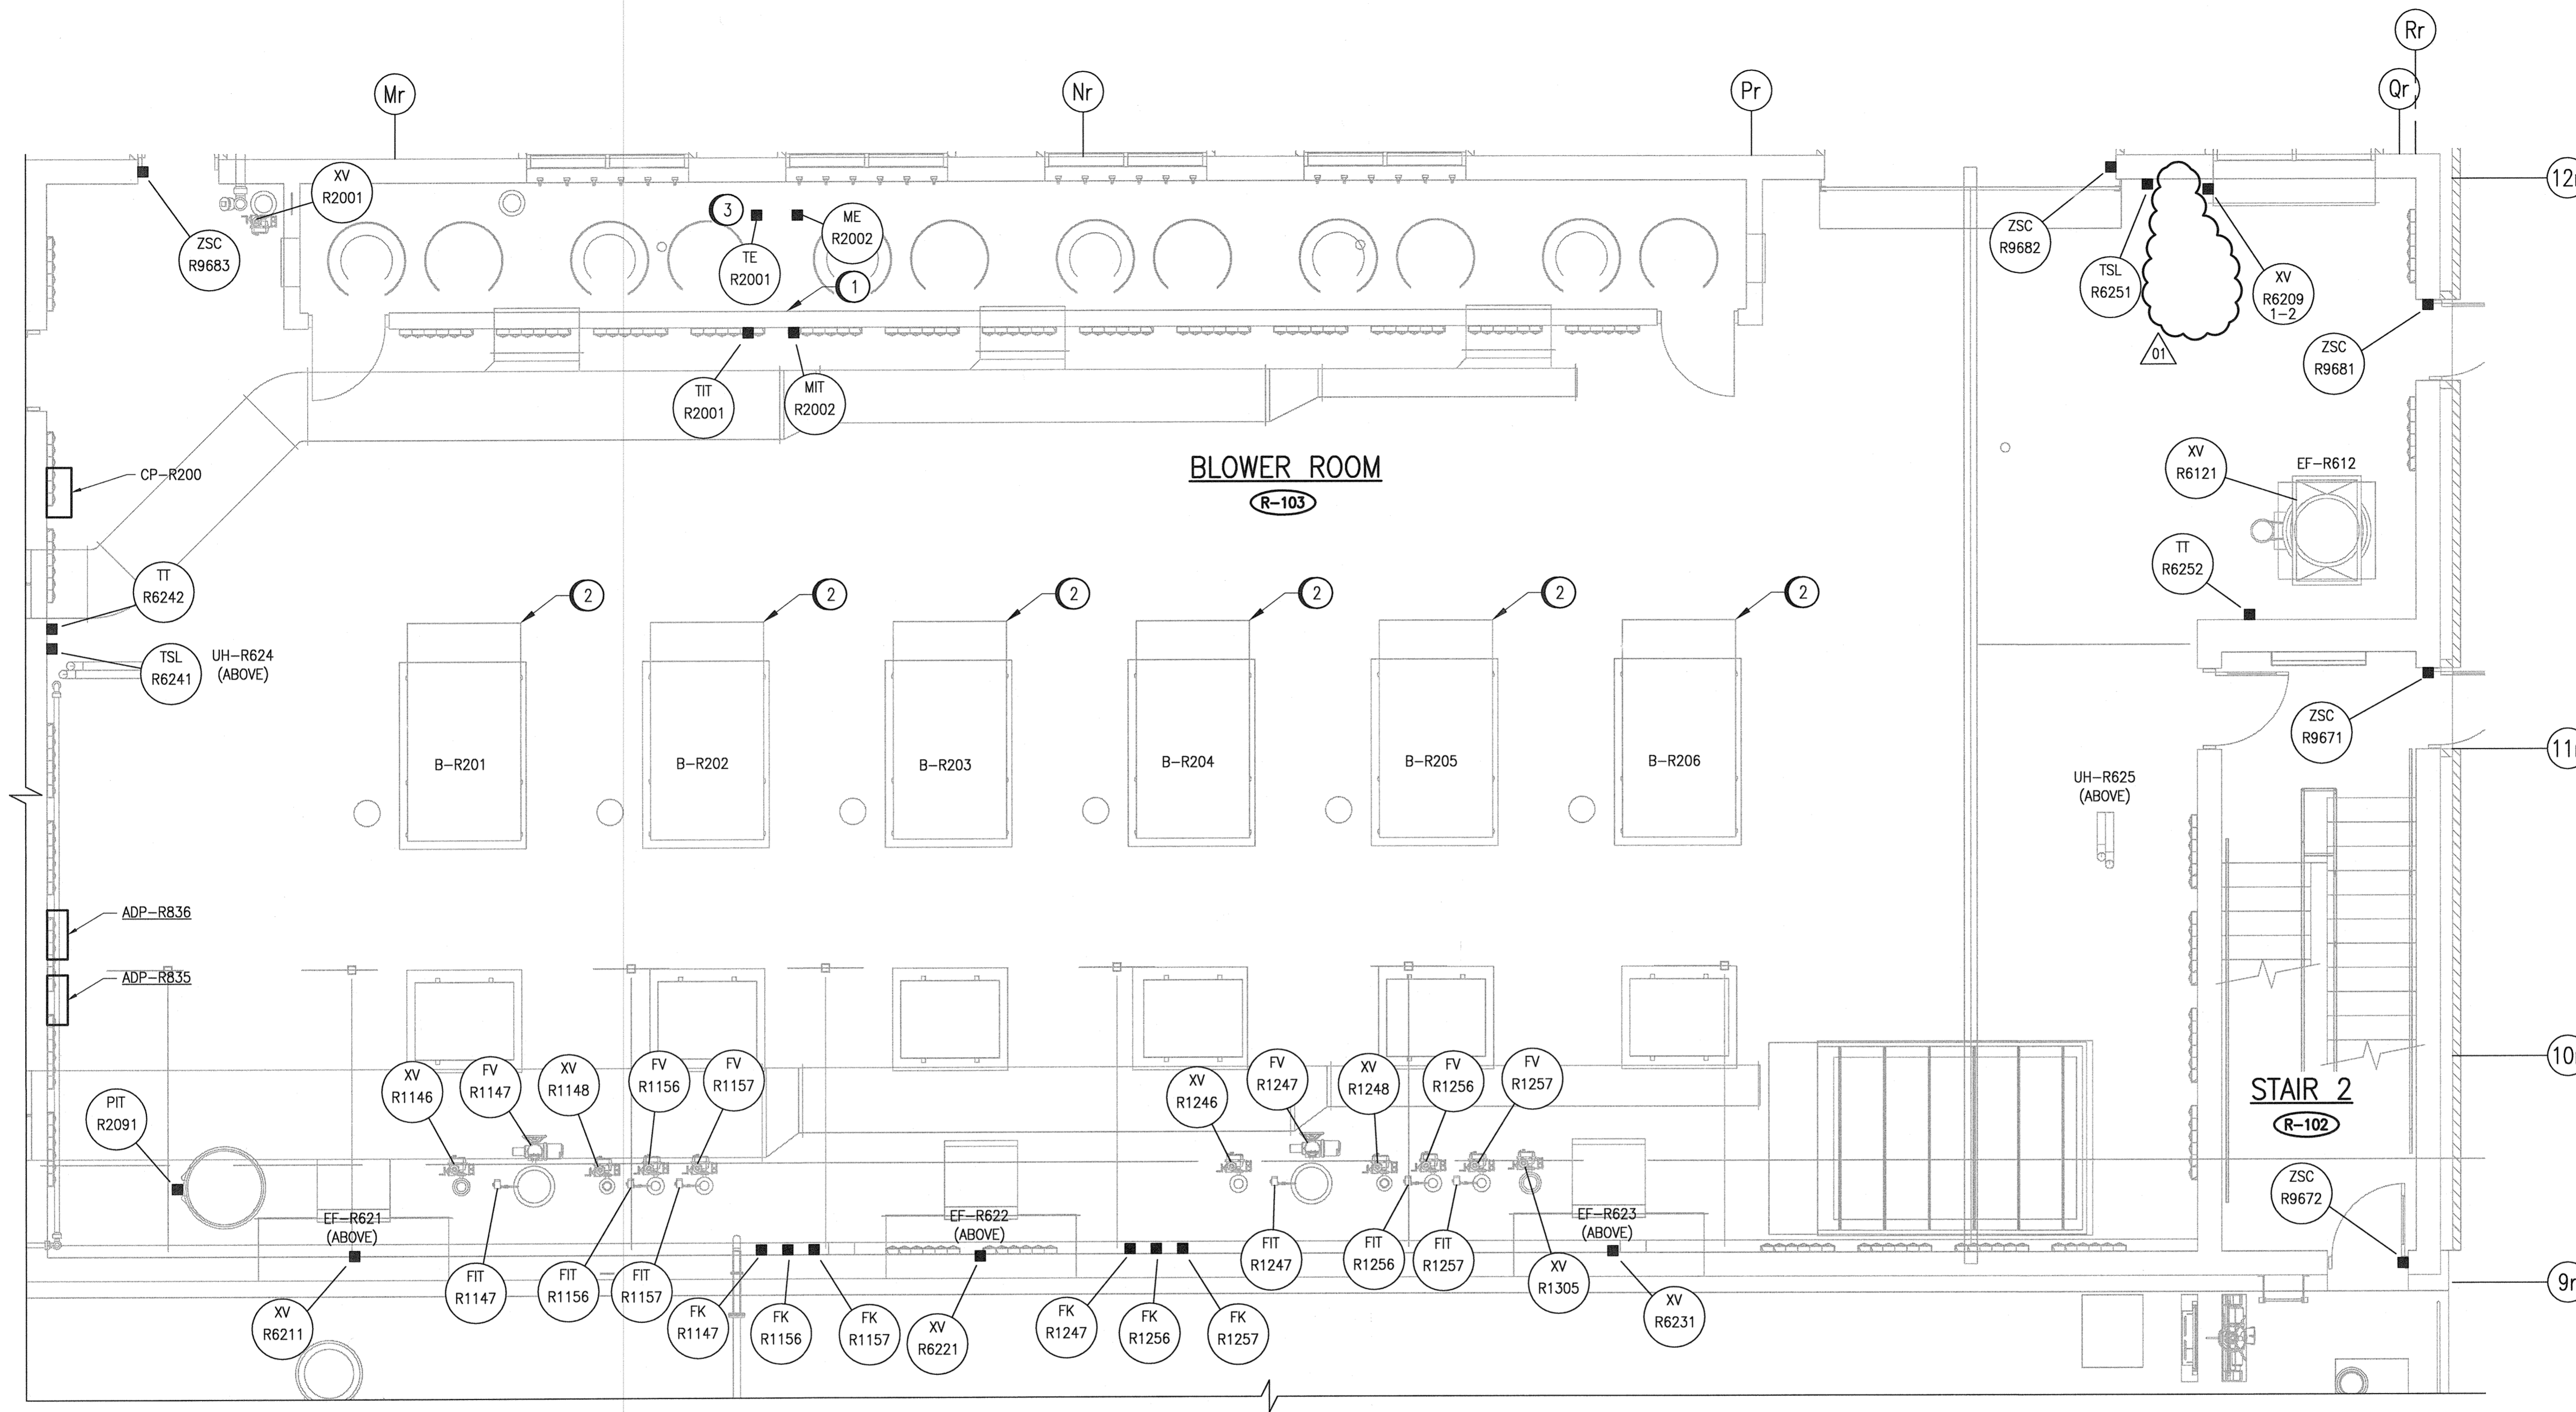 Rr
Mr
Nr
Pr
Qr
XV
R2001
ZSC
R9683
3
TE
R2001
ME
R2002
1
TIT
R2001
MIT
R2002
ZSC
R9682
TSL
R6251
XV
R6209
1-2
01
ZSC
R9681
CP-R200
BLOWER ROOM
R-103
XV
R6121
EF-R612
TT
R6252
TT
R6242
TSL
R6241
UH-R624
(ABOVE)
2
2
2
2
2
2
B-R201
B-R202
B-R203
B-R204
B-R205
B-R206
ZSC
R9671
UH-R625
(ABOVE)
ADP-R836
ADP-R835
PIT
R2091
XV
R1146
FV
R1147
XV
R1148
FV
R1156
FV
R1157
XV
R1246
FV
R1247
XV
R1248
FV
R1256
FV
R1257
STAIR 2
R-102
ZSC
R9672
EF-R621
(ABOVE)
EF-R622
(ABOVE)
EF-R623
(ABOVE)
XV
R6211
FIT
R1147
FIT
R1156
FIT
R1157
FK
R1147
FK
R1156
FK
R1157
XV
R6221
FK
R1247
FK
R1256
FK
R1257
FIT
R1247
FIT
R1256
FIT
R1257
XV
R1305
XV
R6231
12
11
10
9r